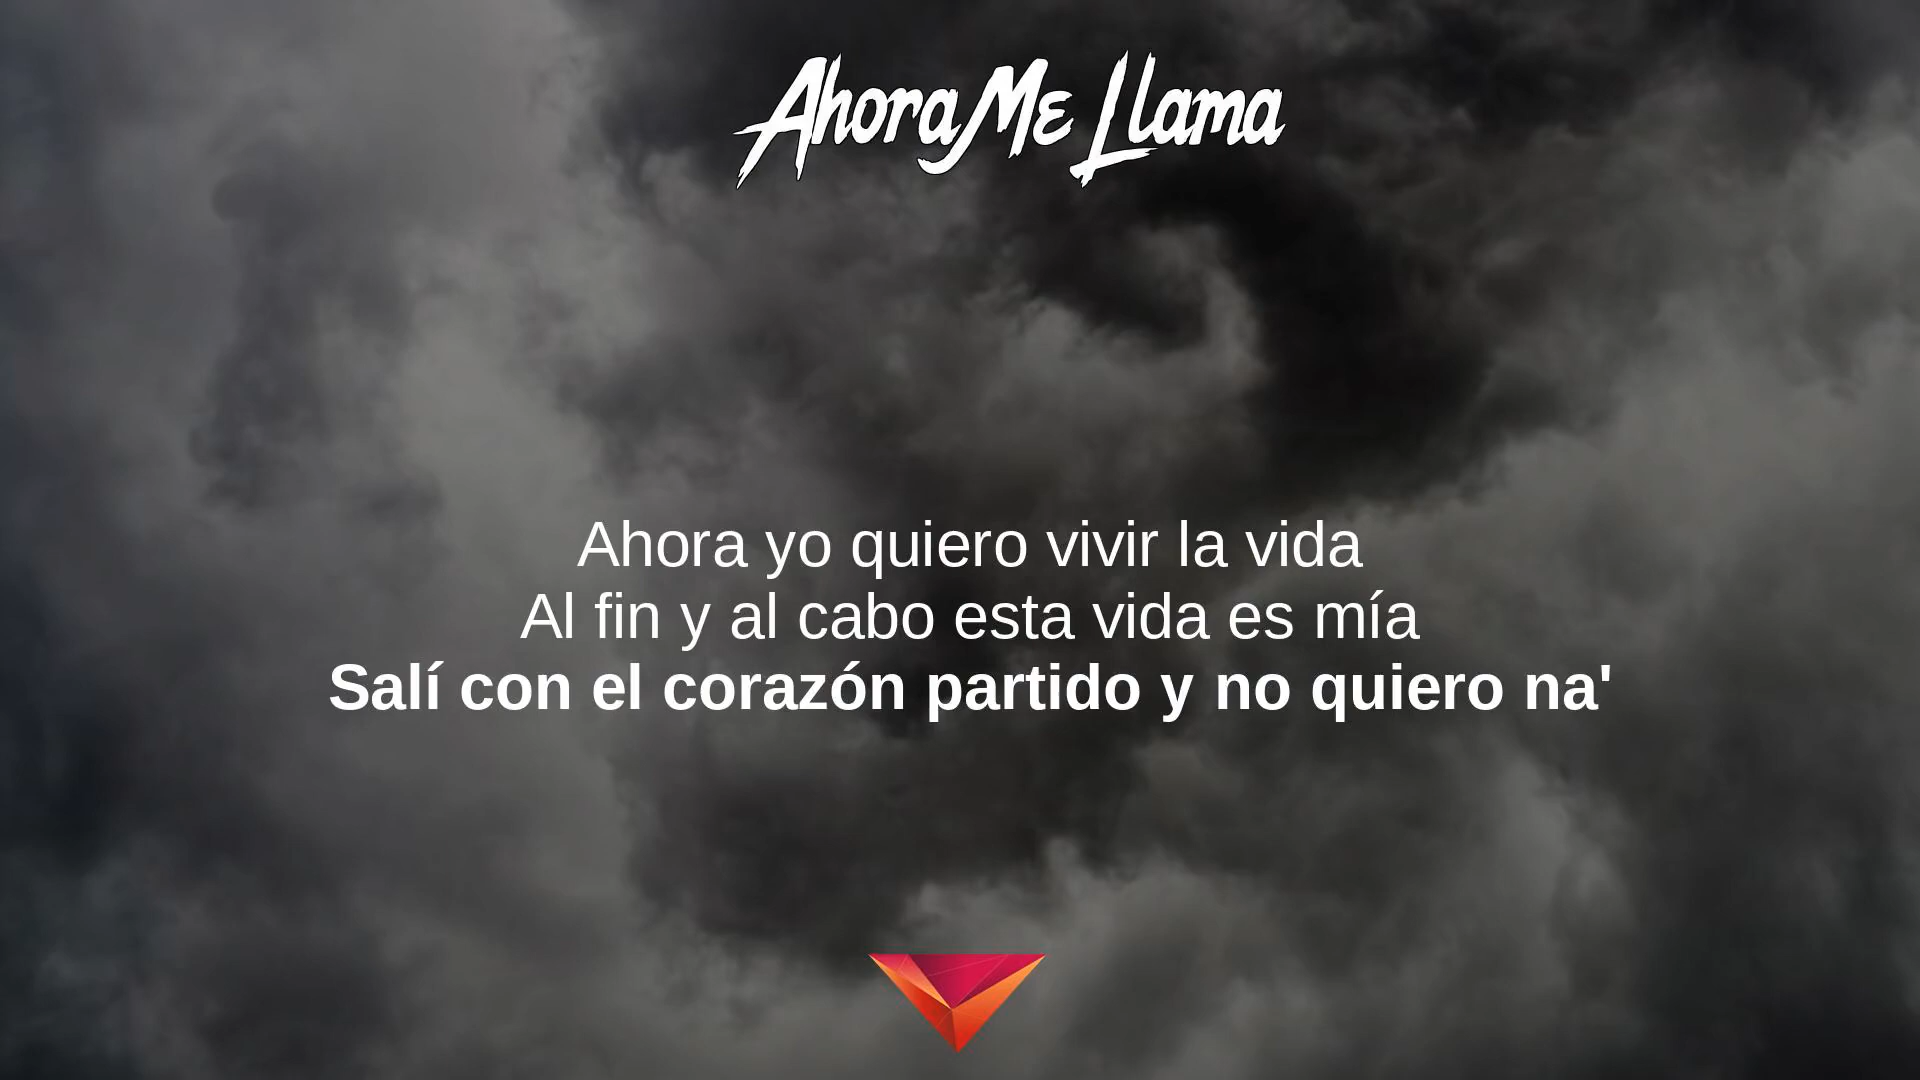 Ahora Me Llama
Ahora yo quiero vivir la vida
Al fin y al cabo esta vida es mía
Salí con el corazón partido y no quiero na'